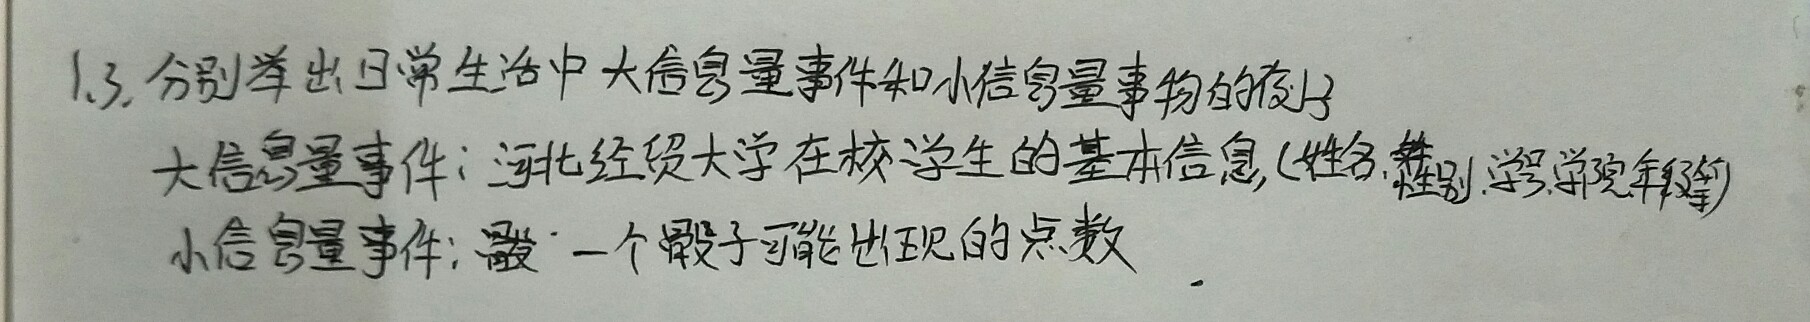 1.3. 分别举出日常生活中大信息量事件和小信息量事物的例子
大信息量事件: 河北经贸大学在校学生的基本信息,(姓名.性别.学号.学院.年级等)
小信息量事件: 一个骰子可能出现的点数